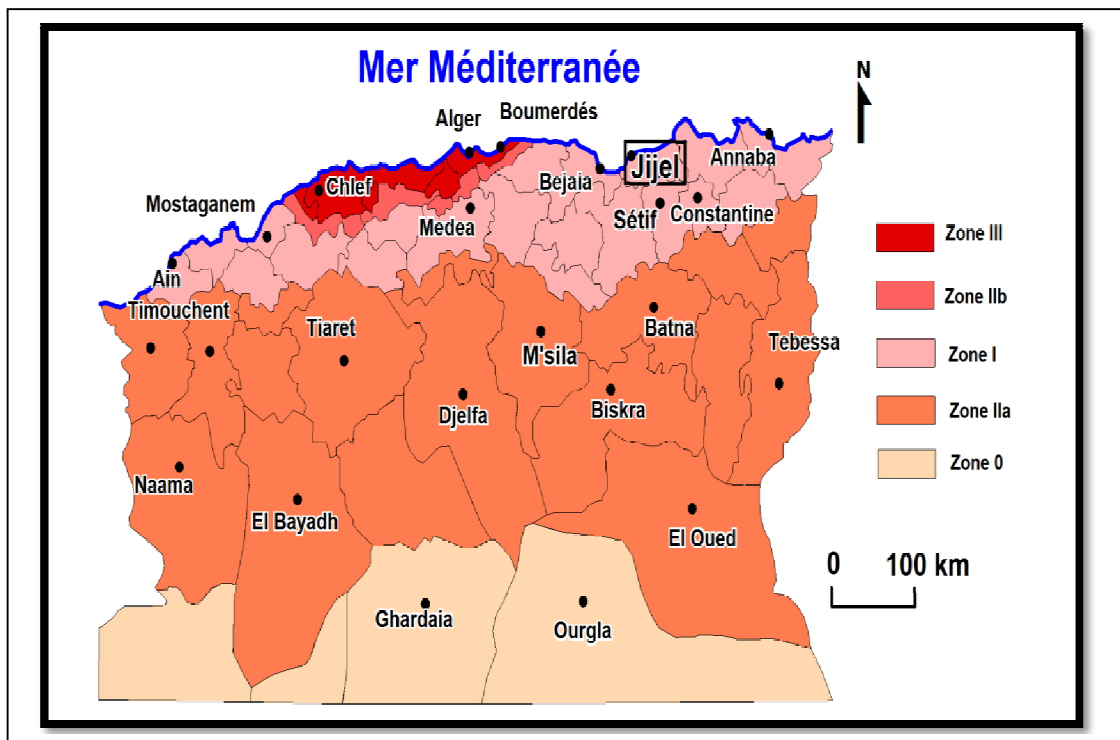 Mer Méditerranée
N
Alger
Boumerdés
Annaba
Jijel
Bejaia
Chlef
Mostaganem
Medea
Sétif
Constantine
Ain
Timouchent
Tiaret
M'sila
Batna
Tebessa
Djelfa
Biskra
Naama
El Bayadh
El Oued
Ghardaia
Ourgla
Zone III
Zone IIb
Zone I
Zone IIa
Zone 0
0 100 km